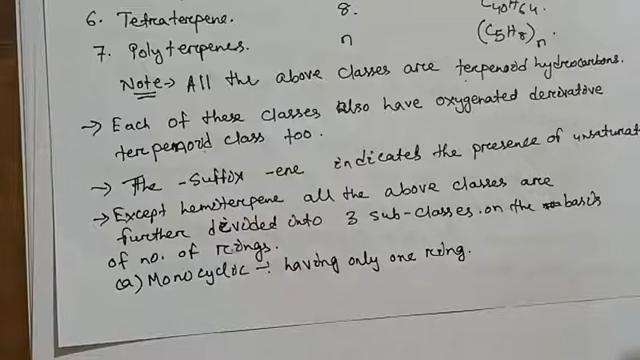 6. Tetraterpene. 8. C40H64.
7. Polyterpenes. n (C5H8)n.
Note → All the above classes are terpenoid hydrocarbons.
→ Each of these classes also have oxygenated derivative
terpenoid class too.
→ The -suffix -ene indicates the presence of unsaturat
→ Except hemiterpene all the above classes are
further devided into 3 sub-classes. on the basis
of no. of rings.
(a) Monocyclic -: having only one ring.